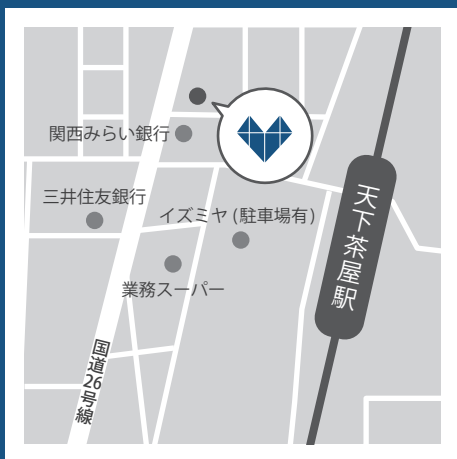 関西みらい銀行
三井住友銀行
イズミヤ (駐車場有)
天下茶屋駅
業務スーパー
国道26号線